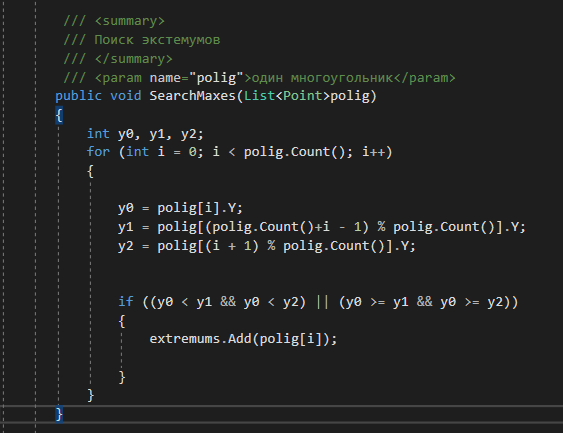 /// <summary>
/// Поиск экстемумов
/// </summary>
/// <param name="polig">один многоугольник</param>
public void SearchMaxes(List<Point>polig)
{
int y0, y1, y2;
for (int i = 0; i < polig.Count(); i++)
{
y0 = polig[i].Y;
y1 = polig[(polig.Count()+i - 1) % polig.Count()].Y;
y2 = polig[(i + 1) % polig.Count()].Y;
if ((y0 < y1 && y0 < y2) || (y0 >= y1 && y0 >= y2))
{
extremums.Add(polig[i]);
}
}
}